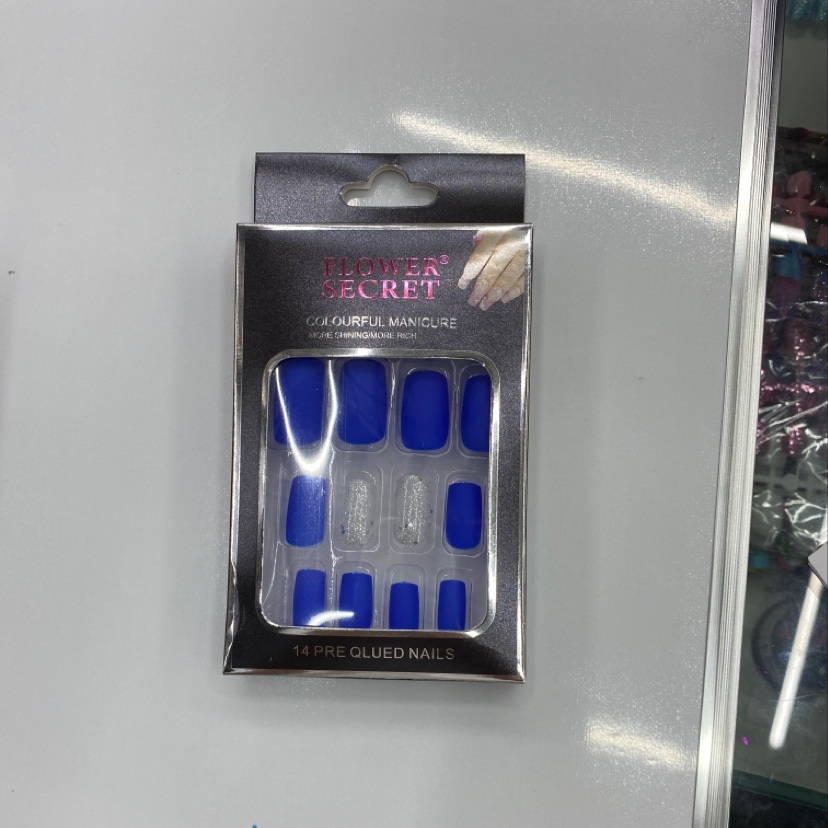 FLOWER®
SECRET
COLOURFUL MANICURE
MORE SHINING/MORE RICH
14 PRE QLUED NAILS